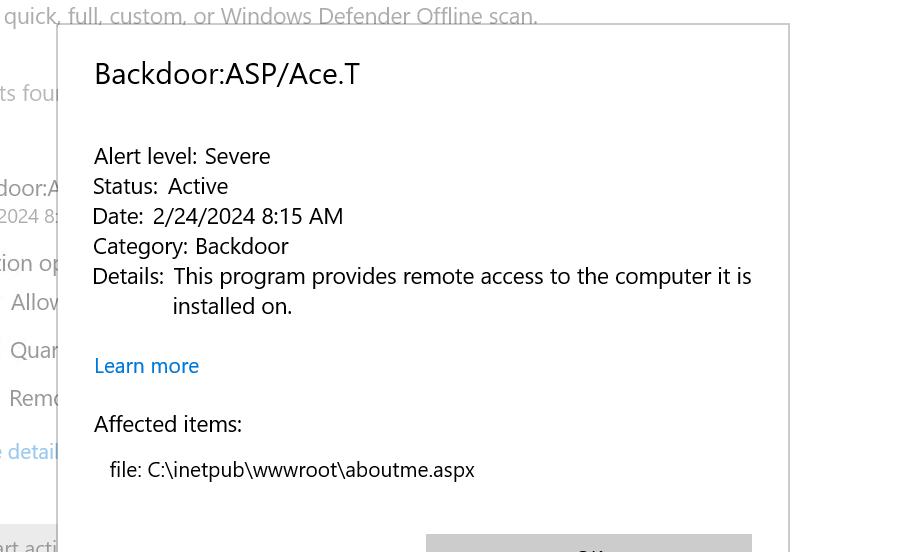 quick, full, custom, or Windows Defender Offline scan.
Backdoor:ASP/Ace.T
ts foun
Alert level: Severe
Status: Active
door:A
Date: 2/24/2024 8:15 AM
2024 8:
Category: Backdoor
tion op
Details: This program provides remote access to the computer it is
installed on.
Allow
Quar
Learn more
Remo
Affected items:
e detail
file: C:\inetpub\wwwroot\aboutme.aspx
art acti